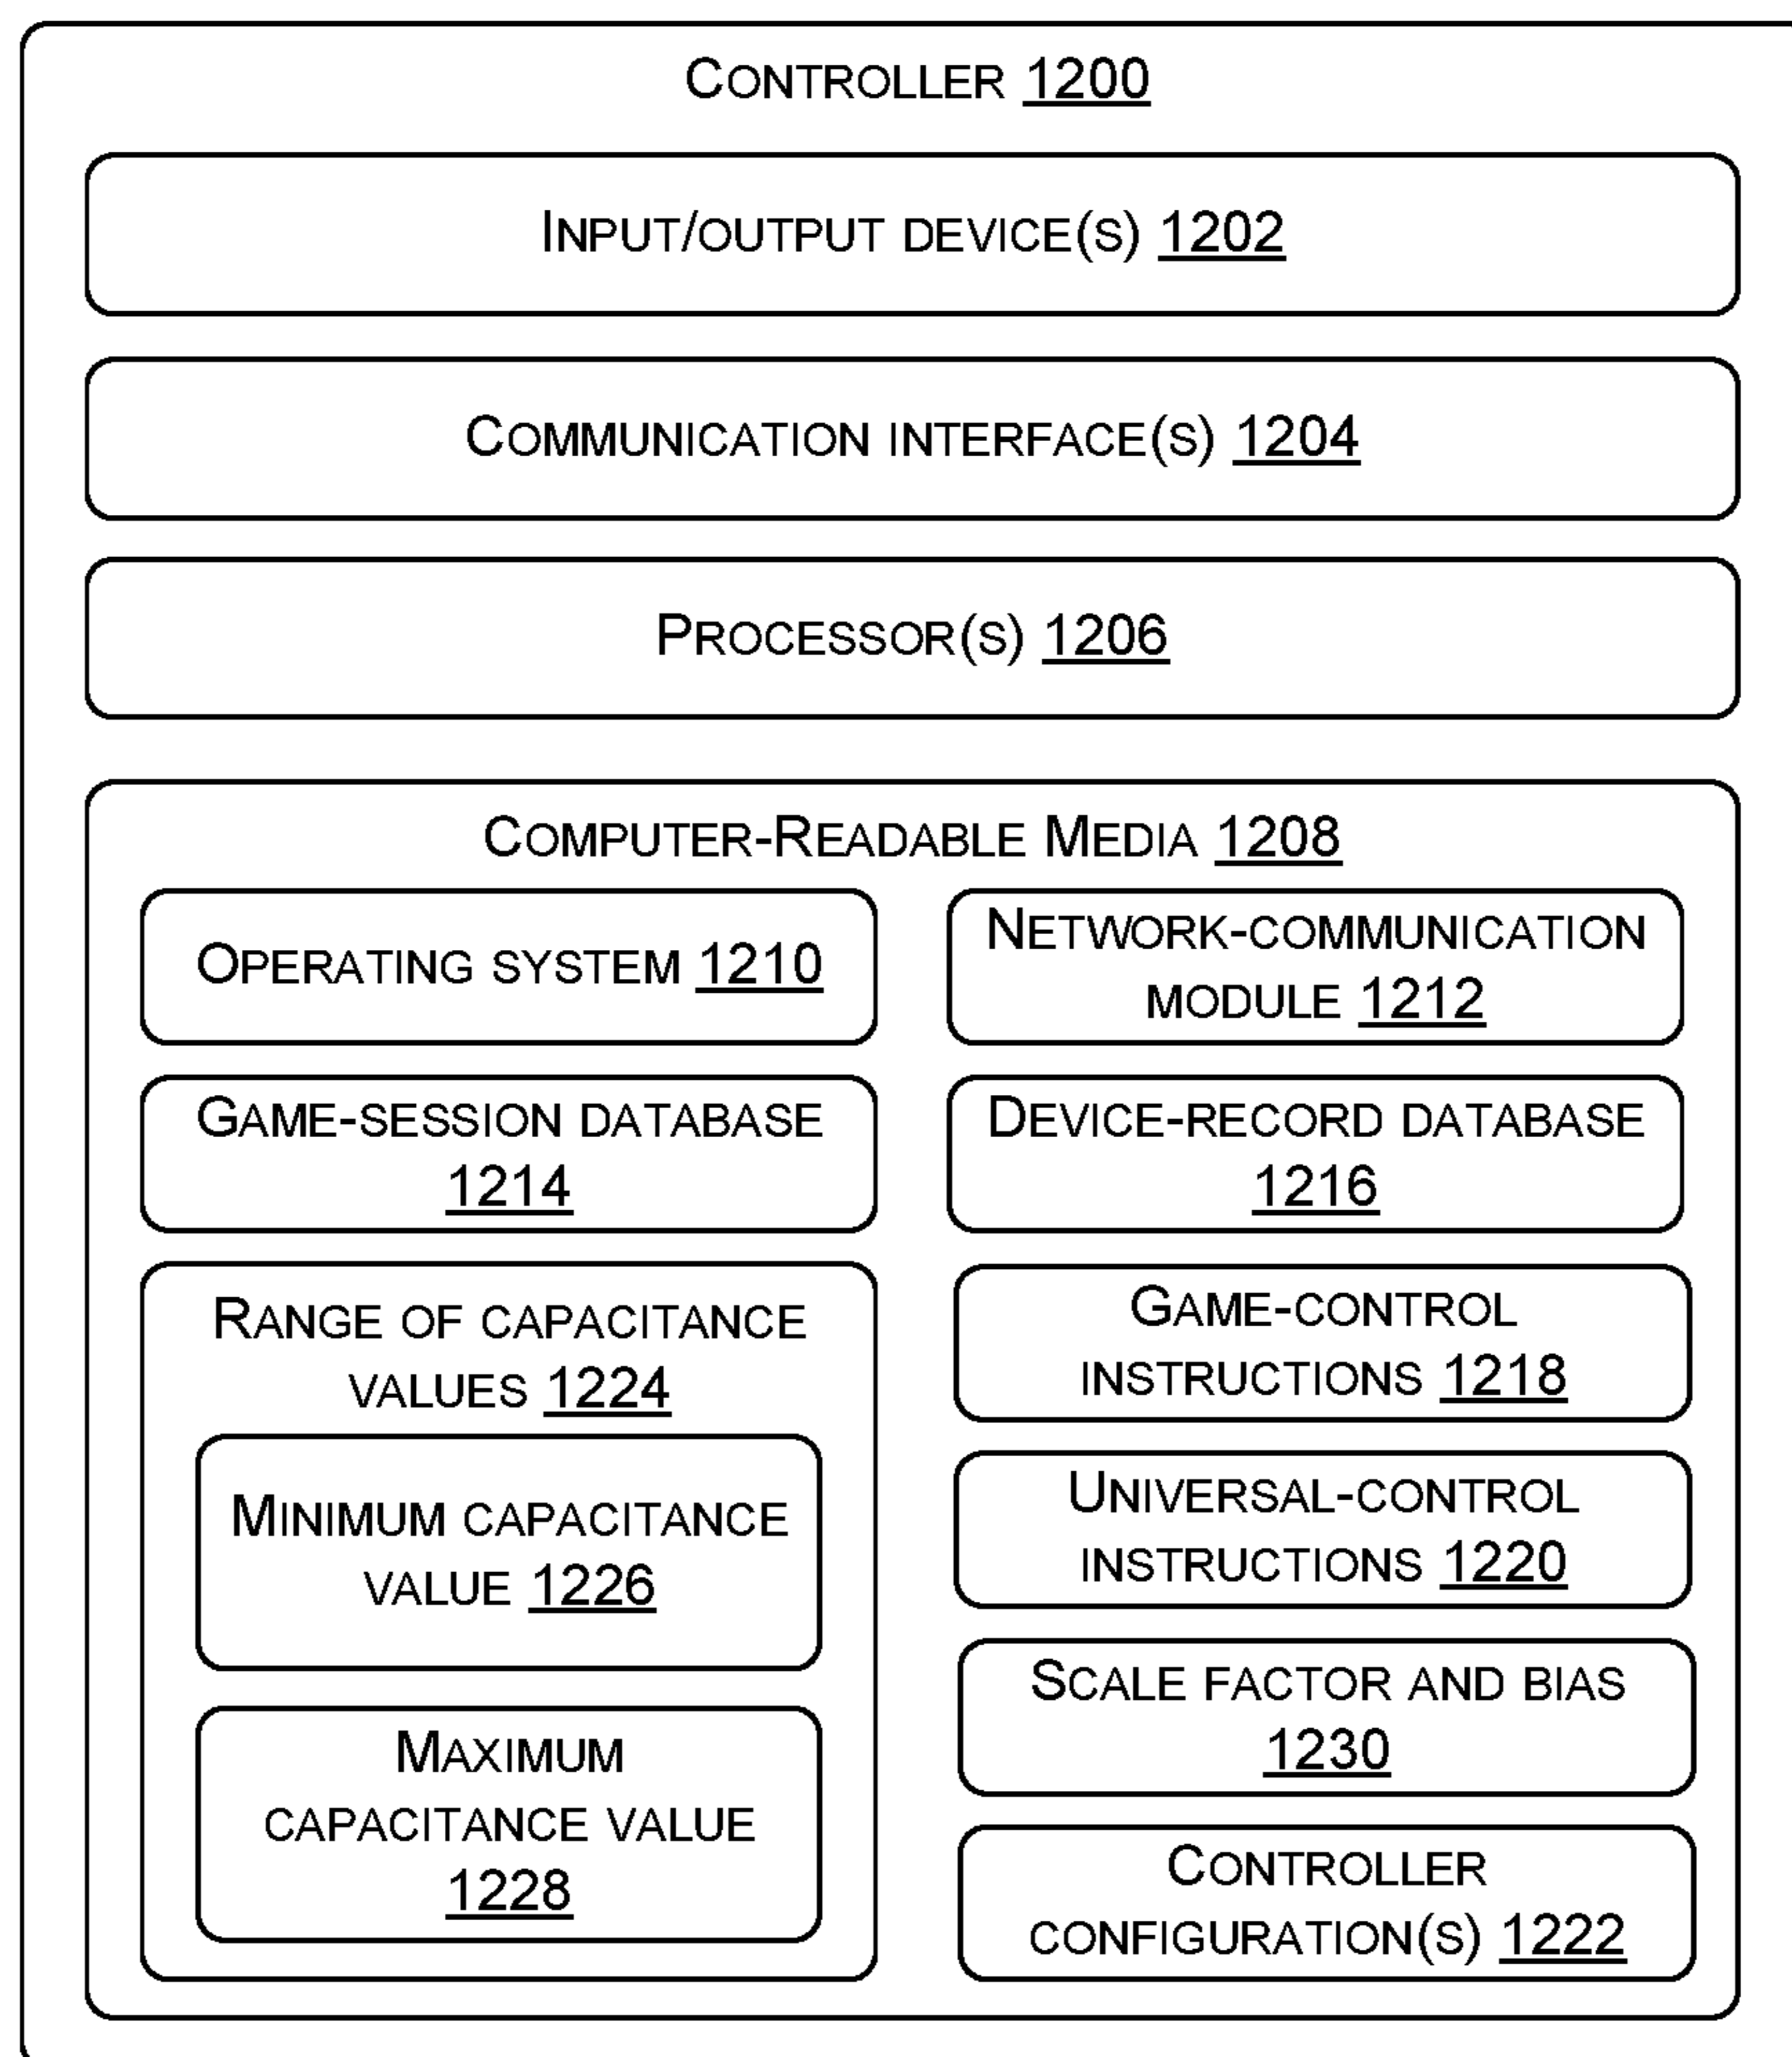 CONTROLLER 1200
INPUT/OUTPUT DEVICE(S) 1202
COMMUNICATION INTERFACE(S) 1204
PROCESSOR(S) 1206
COMPUTER-READABLE MEDIA 1208
OPERATING SYSTEM 1210
NETWORK-COMMUNICATION
MODULE 1212
GAME-SESSION DATABASE
1214
DEVICE-RECORD DATABASE
1216
RANGE OF CAPACITANCE
VALUES 1224
MINIMUM CAPACITANCE
VALUE 1226
MAXIMUM
CAPACITANCE VALUE
1228
GAME-CONTROL
INSTRUCTIONS 1218
UNIVERSAL-CONTROL
INSTRUCTIONS 1220
SCALE FACTOR AND BIAS
1230
CONTROLLER
CONFIGURATION(S) 1222